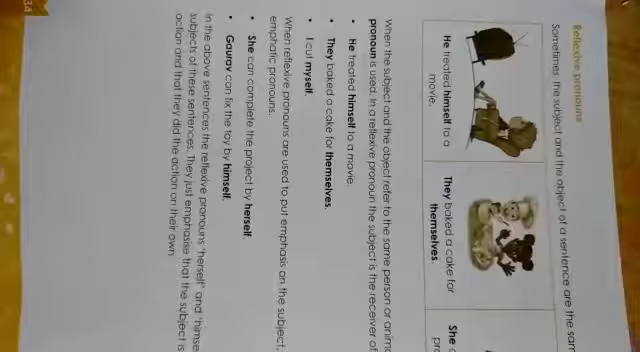 Reflexive pronouns
Sometimes the subject and the object of a sentence are the sam
He treated himself to a
movie.
They baked a cake for
themselves
She
pro
When the subject and the object refer to the same person or anima
pronoun is used. In a reflexive pronoun the subject is the receiver of
• He treated himself to a movie
• They baked a cake for themselves.
• I cut myself.
When reflexive pronouns are used to put emphasis on the subject,
emphatic pronouns.
• She can complete the project by herself.
• Gaurav can fix the toy by himself.
In the above sentences the reflexive pronouns 'herself' and 'himse
subjects of these sentences. They just emphasise that the subject is
action and that they did the action on their own
34